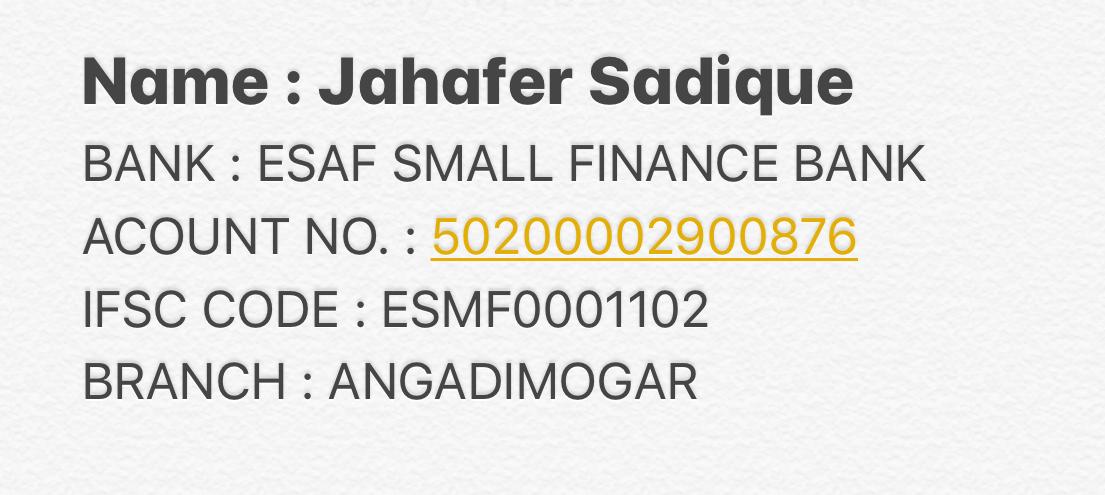 Name : Jahafer Sadique
BANK : ESAF SMALL FINANCE BANK
ACOUNT NO. : 50200002900876
IFSC CODE : ESMF0001102
BRANCH : ANGADIMOGAR